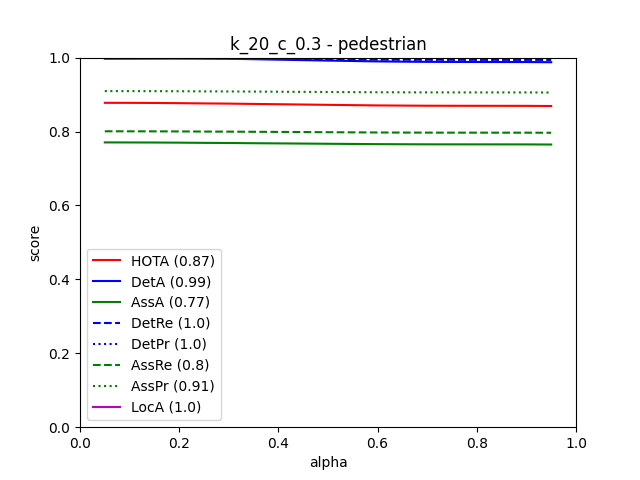 k_20_c_0.3 - pedestrian
1.0
0.8
0.6
0.4
0.2
0.0
score
HOTA (0.87)
DetA (0.99)
AssA (0.77)
DetRe (1.0)
DetPr (1.0)
AssRe (0.8)
AssPr (0.91)
LocA (1.0)
0.0 0.2 0.4 0.6 0.8 1.0
alpha